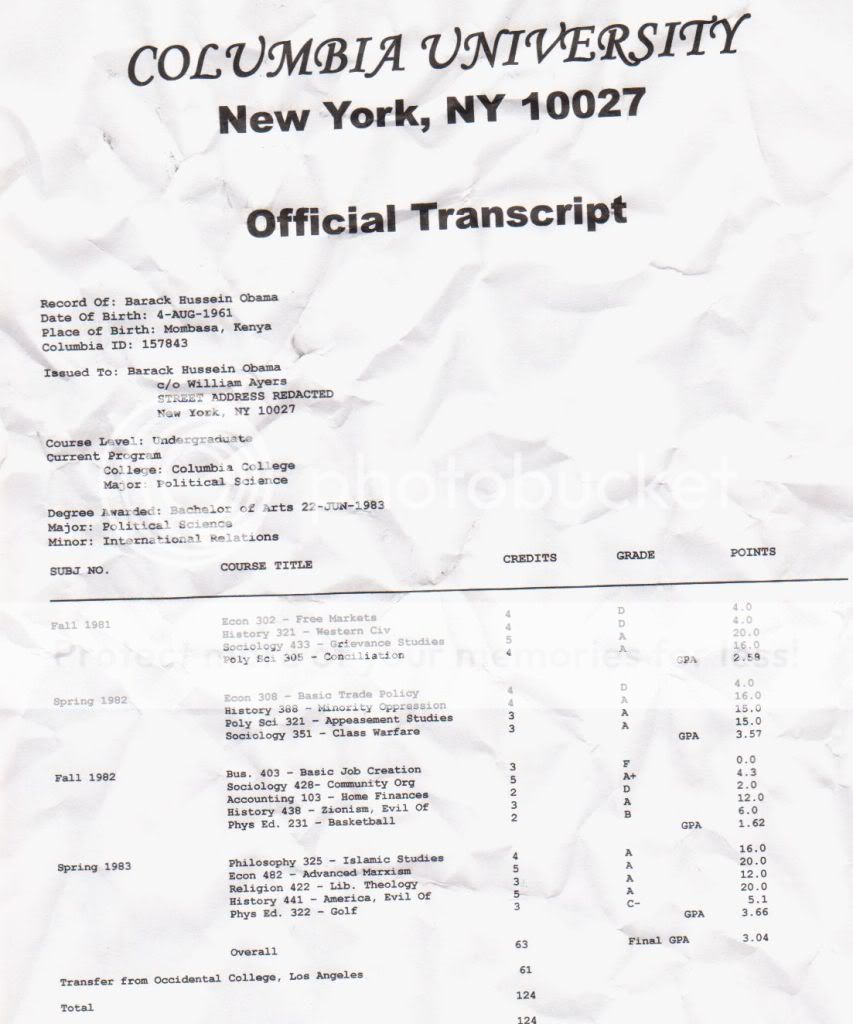 COLUMBIA UNIVERSITY
New York, NY 10027
Official Transcript
Record Of: Barack Hussein Obama
Date Of Birth: 4-AUG-1961
Place of Birth: Mombasa, Kenya
Columbia ID: 157843
Issued To: Barack Hussein Obama
c/o William Ayers
STREET ADDRESS REDACTED
New York, NY 10027
Course Level: Undergraduate
Current Program
College: Columbia College
Major: Political Science
photobucket
Degree Awarded: Bachelor of Arts 22-JUN-1983
Major: Political Science
Minor: International Relations
SUBJ NO. COURSE TITLE CREDITS GRADE POINTS
Fall 1981 Econ 302 - Free Markets 4 D 4.0
History 321 - Western Civ 4 D 4.0
Sociology 433 - Grievance Studies 5 A 20.0
Poly Sci 305 - Conciliation 4 A 16.0
GPA 2.58
Protect more of your memories for less!
Spring 1982 Econ 308 - Basic Trade Policy 4 D 4.0
History 388 - Minority Oppression 4 A 16.0
Poly Sci 321 - Appeasement Studies 3 A 15.0
Sociology 351 - Class Warfare 3 A 15.0
GPA 3.57
Fall 1982 Bus. 403 - Basic Job Creation 3 F 0.0
Sociology 428- Community Org 5 A+ 4.3
Accounting 103 - Home Finances 2 D 2.0
History 438 - Zionism, Evil Of 3 A 12.0
Phys Ed. 231 - Basketball 2 B 6.0
GPA 1.62
Spring 1983 Philosophy 325 - Islamic Studies 4 A 16.0
Econ 482 - Advanced Marxism 5 A 20.0
Religion 422 - Lib. Theology 3 A 12.0
History 441 - America, Evil Of 5 A 20.0
Phys Ed. 322 - Golf 3 C- 5.1
GPA 3.66
Overall 63 Final GPA 3.04
Transfer from Occidental College, Los Angeles 61
Total 124
124